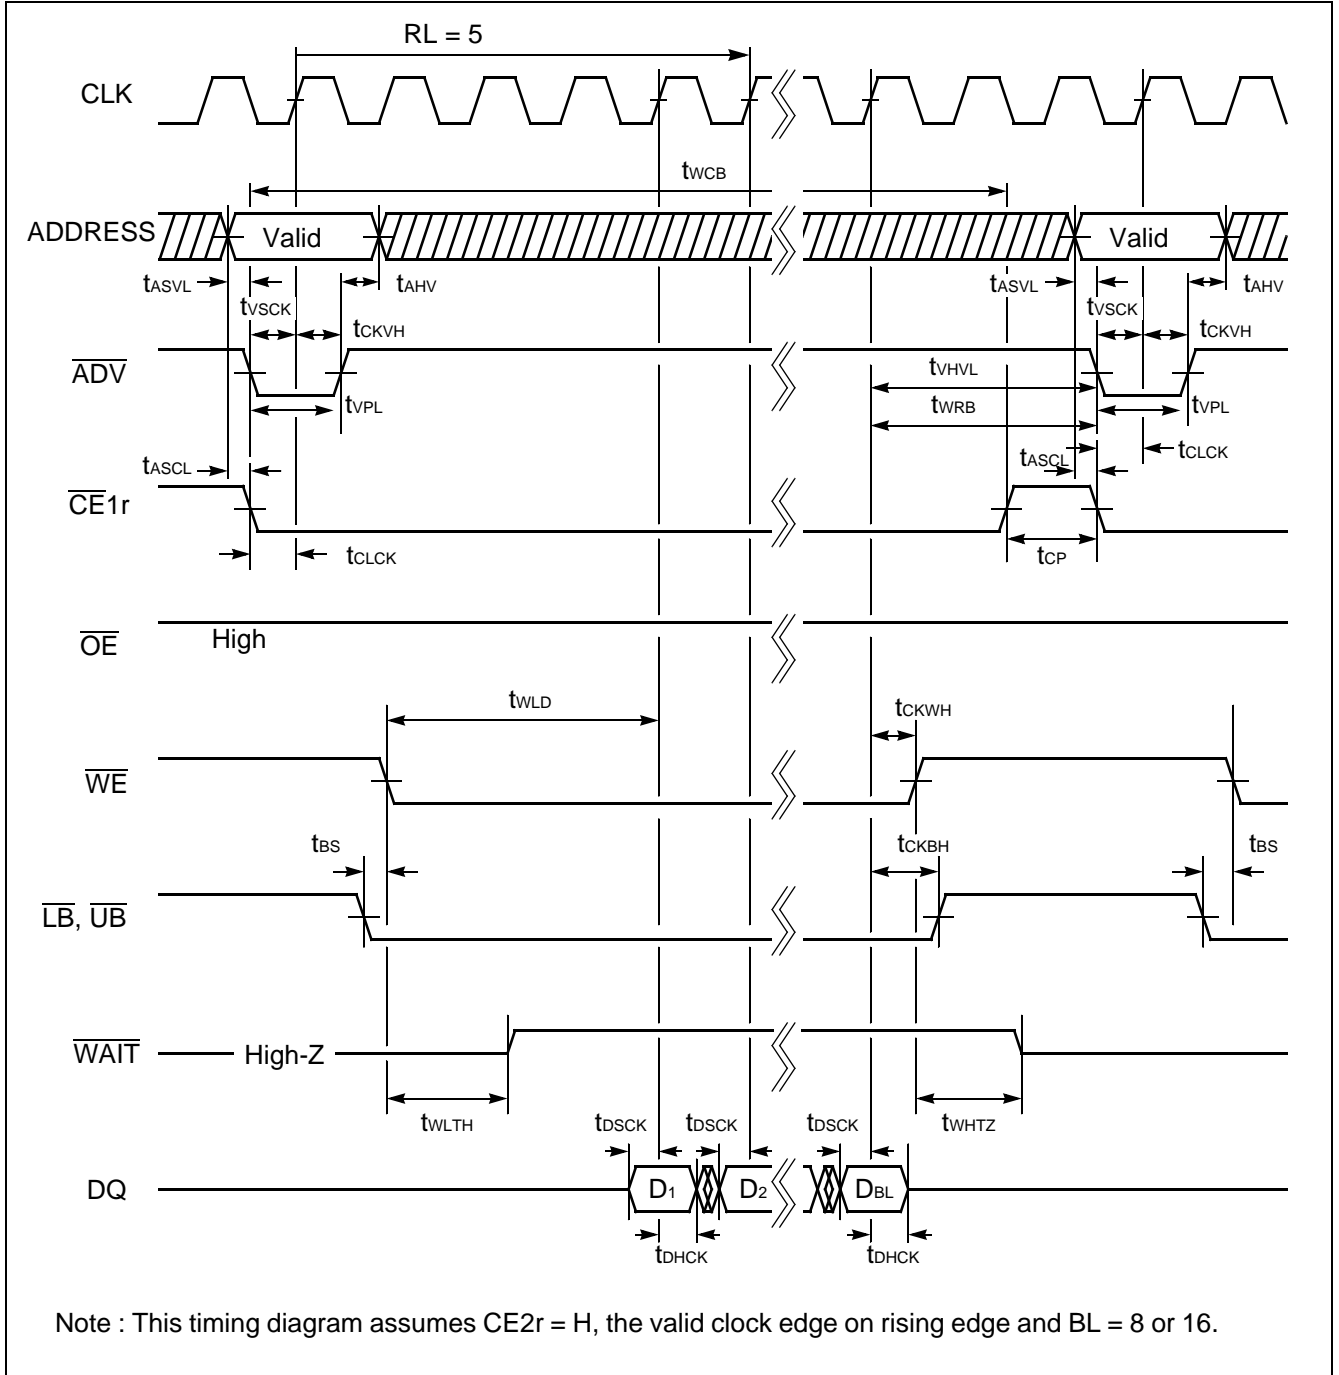 RL = 5
CLK
tWCB
ADDRESS Valid Valid
tASVL tAHV tASVL tAHV
tVSCK tVSCK
tCKVH tCKVH
ADV tVHVL
tVPL tWRB tVPL
tASCL tASCL tCLCK
CE1r
tCLCK tCP
OE High
tWLD tCKWH
WE
tBS tCKBH tBS
LB, UB
WAIT High-Z
tWLTH tDSCK tDSCK tDSCK tWHTZ
DQ D1 D2 DBL
tDHCK tDHCK
Note : This timing diagram assumes CE2r = H, the valid clock edge on rising edge and BL = 8 or 16.